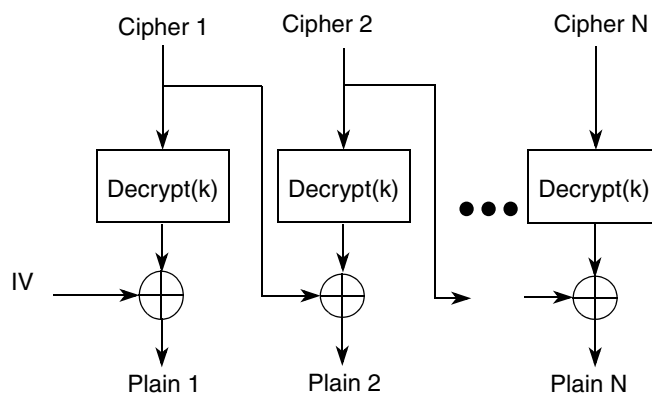 Cipher 1
Cipher 2
Cipher N
Decrypt(k)
Decrypt(k)
Decrypt(k)
IV
Plain 1
Plain 2
Plain N